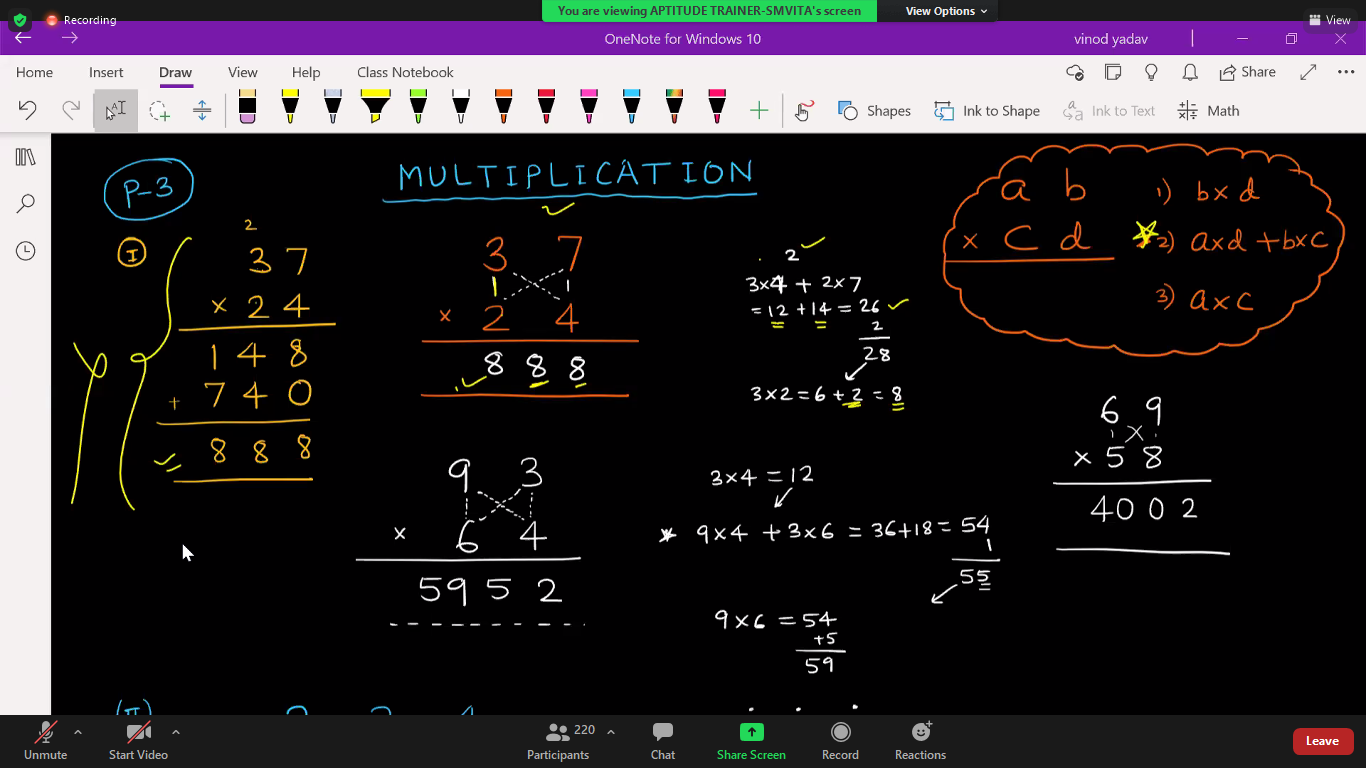 Recording
You are viewing APTITUDE TRAINER-SMVITA's screen
View Options
View
OneNote for Windows 10
vinod yadav
Home Insert Draw View Help Class Notebook
Share
Shapes
Ink to Shape
Ink to Text
Math
P-3
MULTIPLICATION
I
2
37
× 24
148
+ 740
888
3 7
1 1
× 2 4
8 8 8
2
3×4 + 2×7
= 12 + 14 = 26
2
28
3×2 = 6 + 2 = 8
a b
× c d
1) b×d
2) a×d + b×c
3) a×c
6 9
× 5 8
4002
9 3
× 6 4
5952
3×4 = 12
9×4 + 3×6 = 36+18 = 54
1
55
9×6 = 54
+5
59
(II)
Unmute
Start Video
220
Participants
Chat
Share Screen
Record
Reactions
Leave